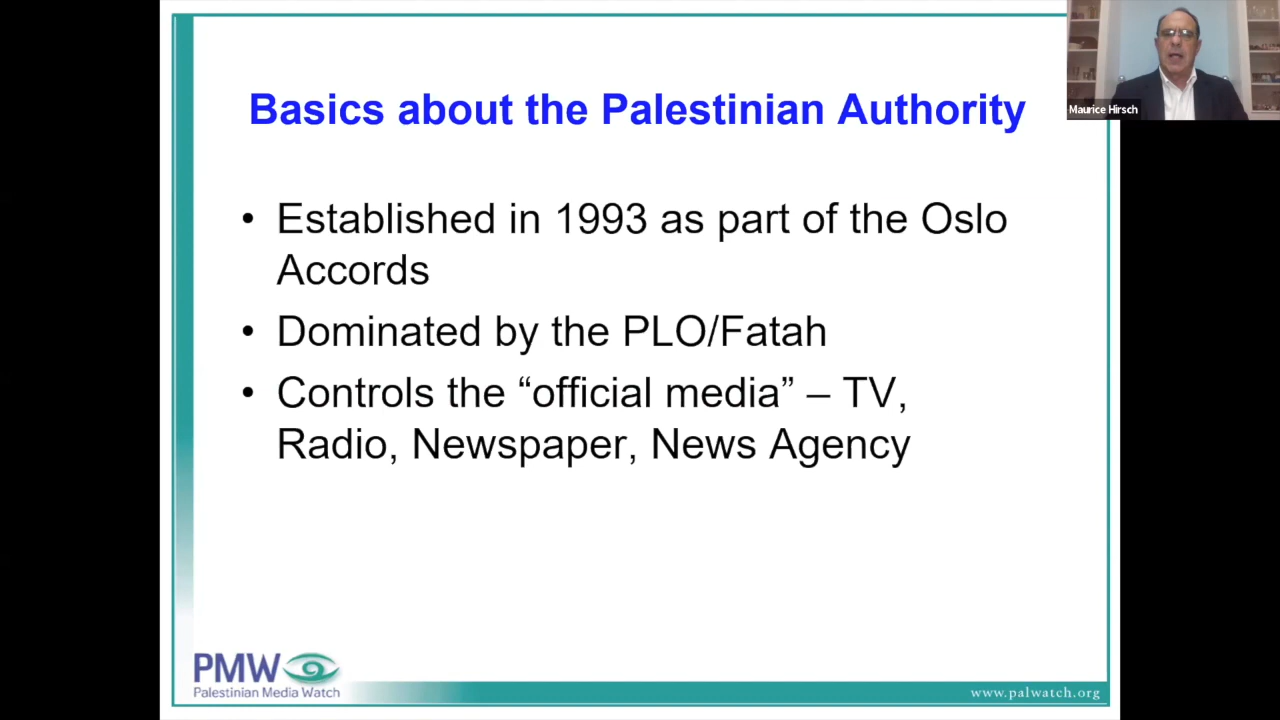 Basics about the Palestinian Authority
Maurice Hirsch
• Established in 1993 as part of the Oslo
Accords
• Dominated by the PLO/Fatah
• Controls the “official media” – TV,
Radio, Newspaper, News Agency
PMW
Palestinian Media Watch
www.palwatch.org